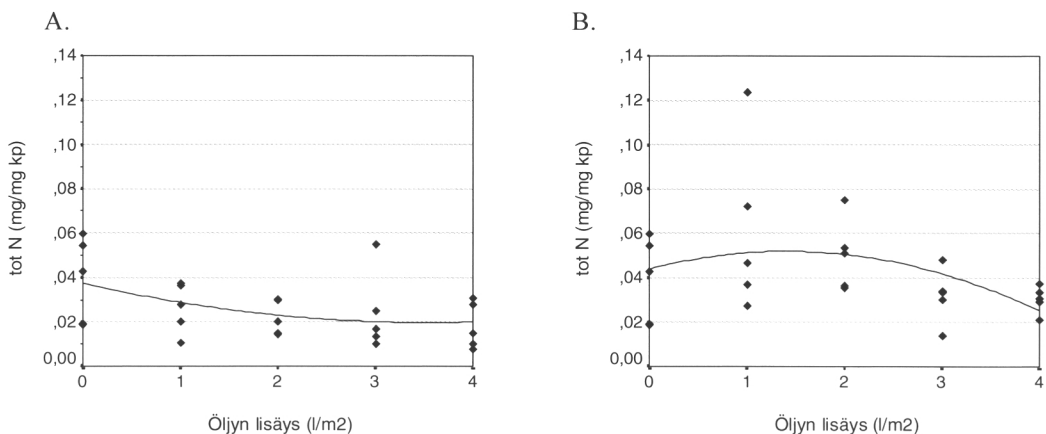 A.
tot N (mg/mg kp)
,14
,12
,10
,08
,06
,04
,02
0,00
0 1 2 3 4
Öljyn lisäys (l/m2)
B.
tot N (mg/mg kp)
,14
,12
,10
,08
,06
,04
,02
0,00
0 1 2 3 4
Öljyn lisäys (l/m2)